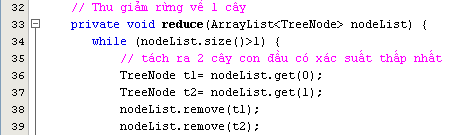 32 // Thu giảm rừng về 1 cây
33 private void reduce(ArrayList<TreeNode> nodeList) {
34 while (nodeList.size()>1) {
35 // tách ra 2 cây con đầu có xác suất thấp nhất
36 TreeNode t1= nodeList.get(0);
37 TreeNode t2= nodeList.get(1);
38 nodeList.remove(t1);
39 nodeList.remove(t2);